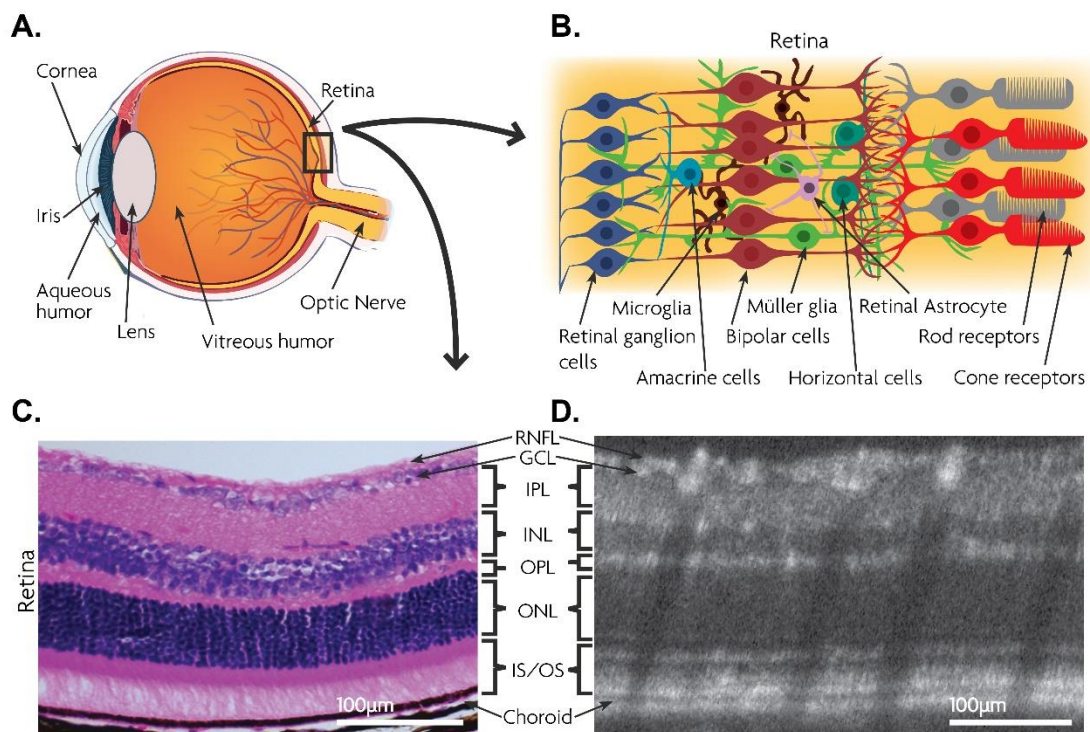 A.
Cornea
Retina
Iris
Aqueous
humor
Lens
Vitreous humor
Optic Nerve
B.
Retina
Microglia
Müller glia
Retinal Astrocyte
Retinal ganglion
cells
Bipolar cells
Rod receptors
Amacrine cells
Horizontal cells
Cone receptors
C.
D.
RNFL
GCL
IPL
INL
OPL
ONL
IS/OS
Choroid
Retina
100µm
100µm